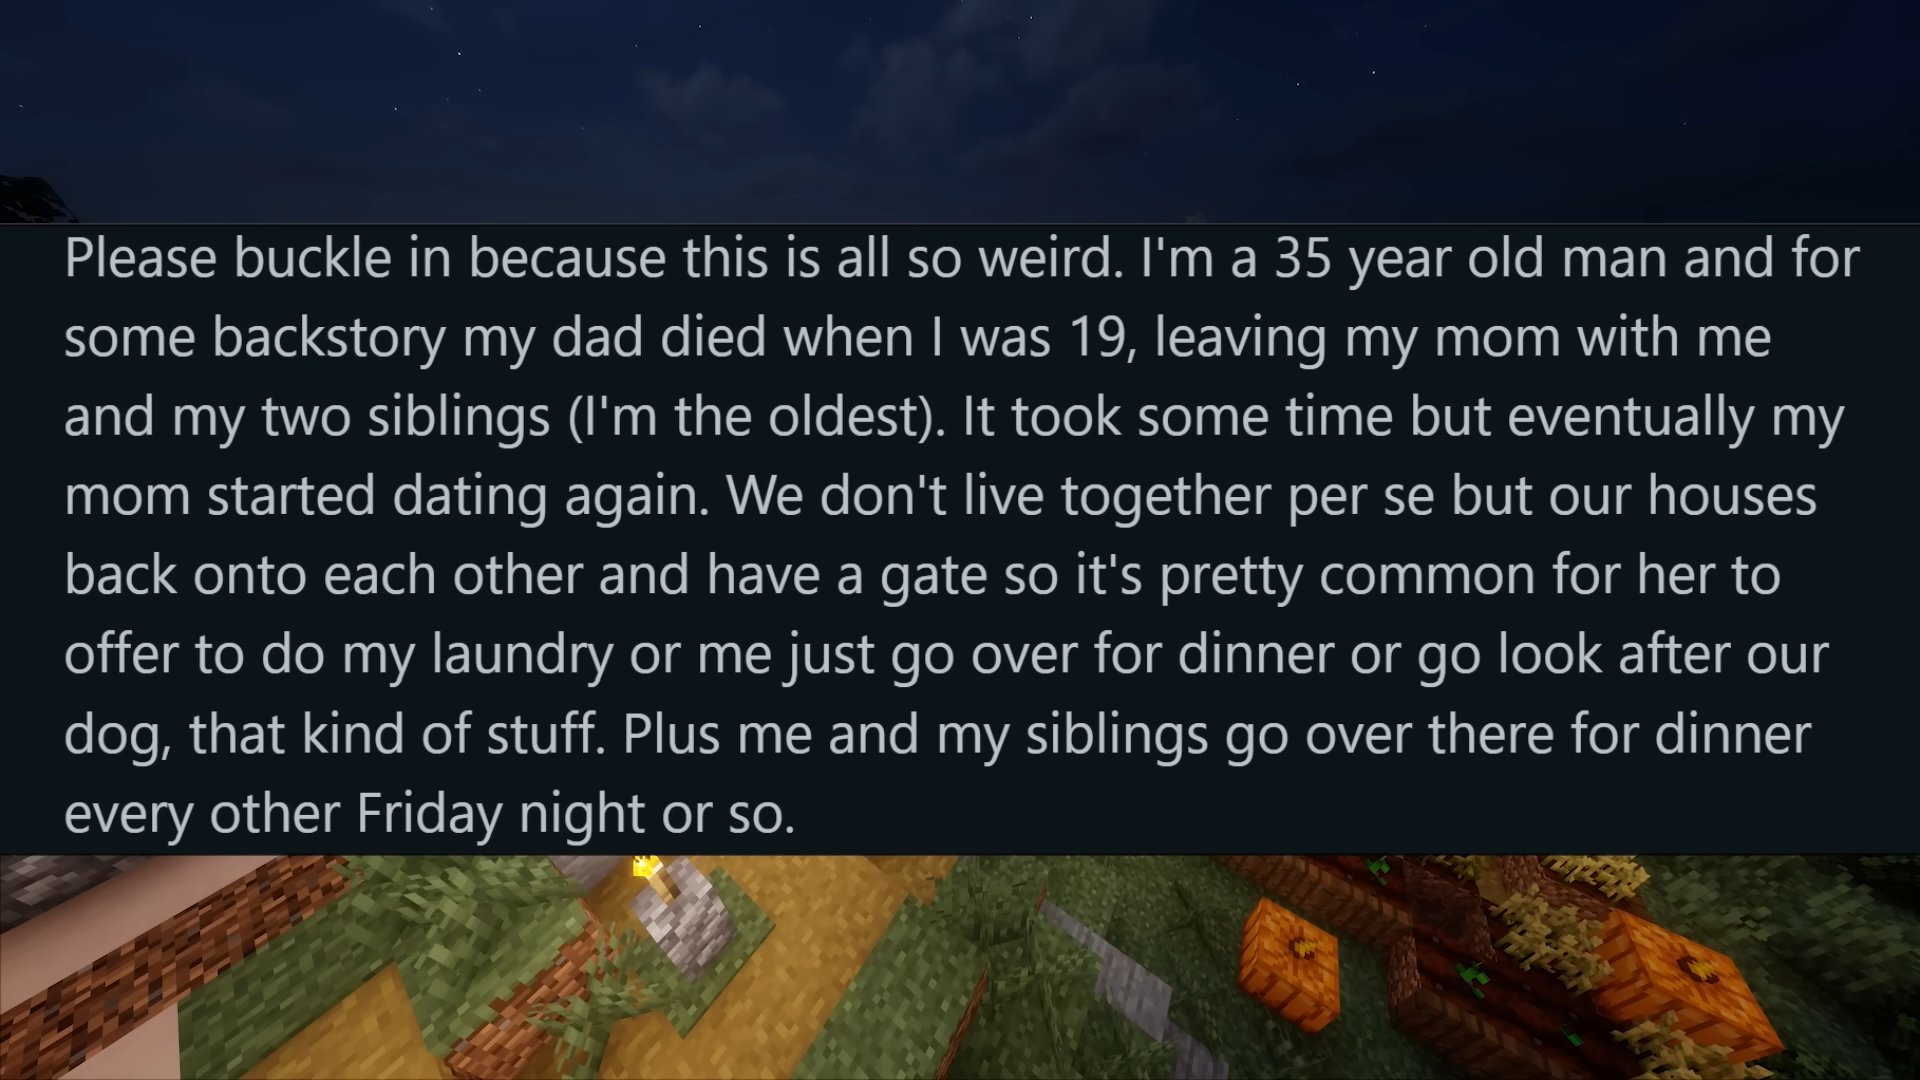 Please buckle in because this is all so weird. I'm a 35 year old man and for
some backstory my dad died when I was 19, leaving my mom with me
and my two siblings (I'm the oldest). It took some time but eventually my
mom started dating again. We don't live together per se but our houses
back onto each other and have a gate so it's pretty common for her to
offer to do my laundry or me just go over for dinner or go look after our
dog, that kind of stuff. Plus me and my siblings go over there for dinner
every other Friday night or so.